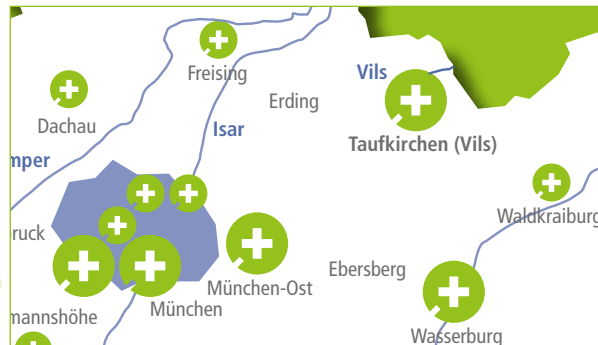 Freising
Vils
Erding
Dachau
Isar
Taufkirchen (Vils)
mper
Waldkraiburg
ruck
Ebersberg
München-Ost
München
mannshöhe
Wasserburg